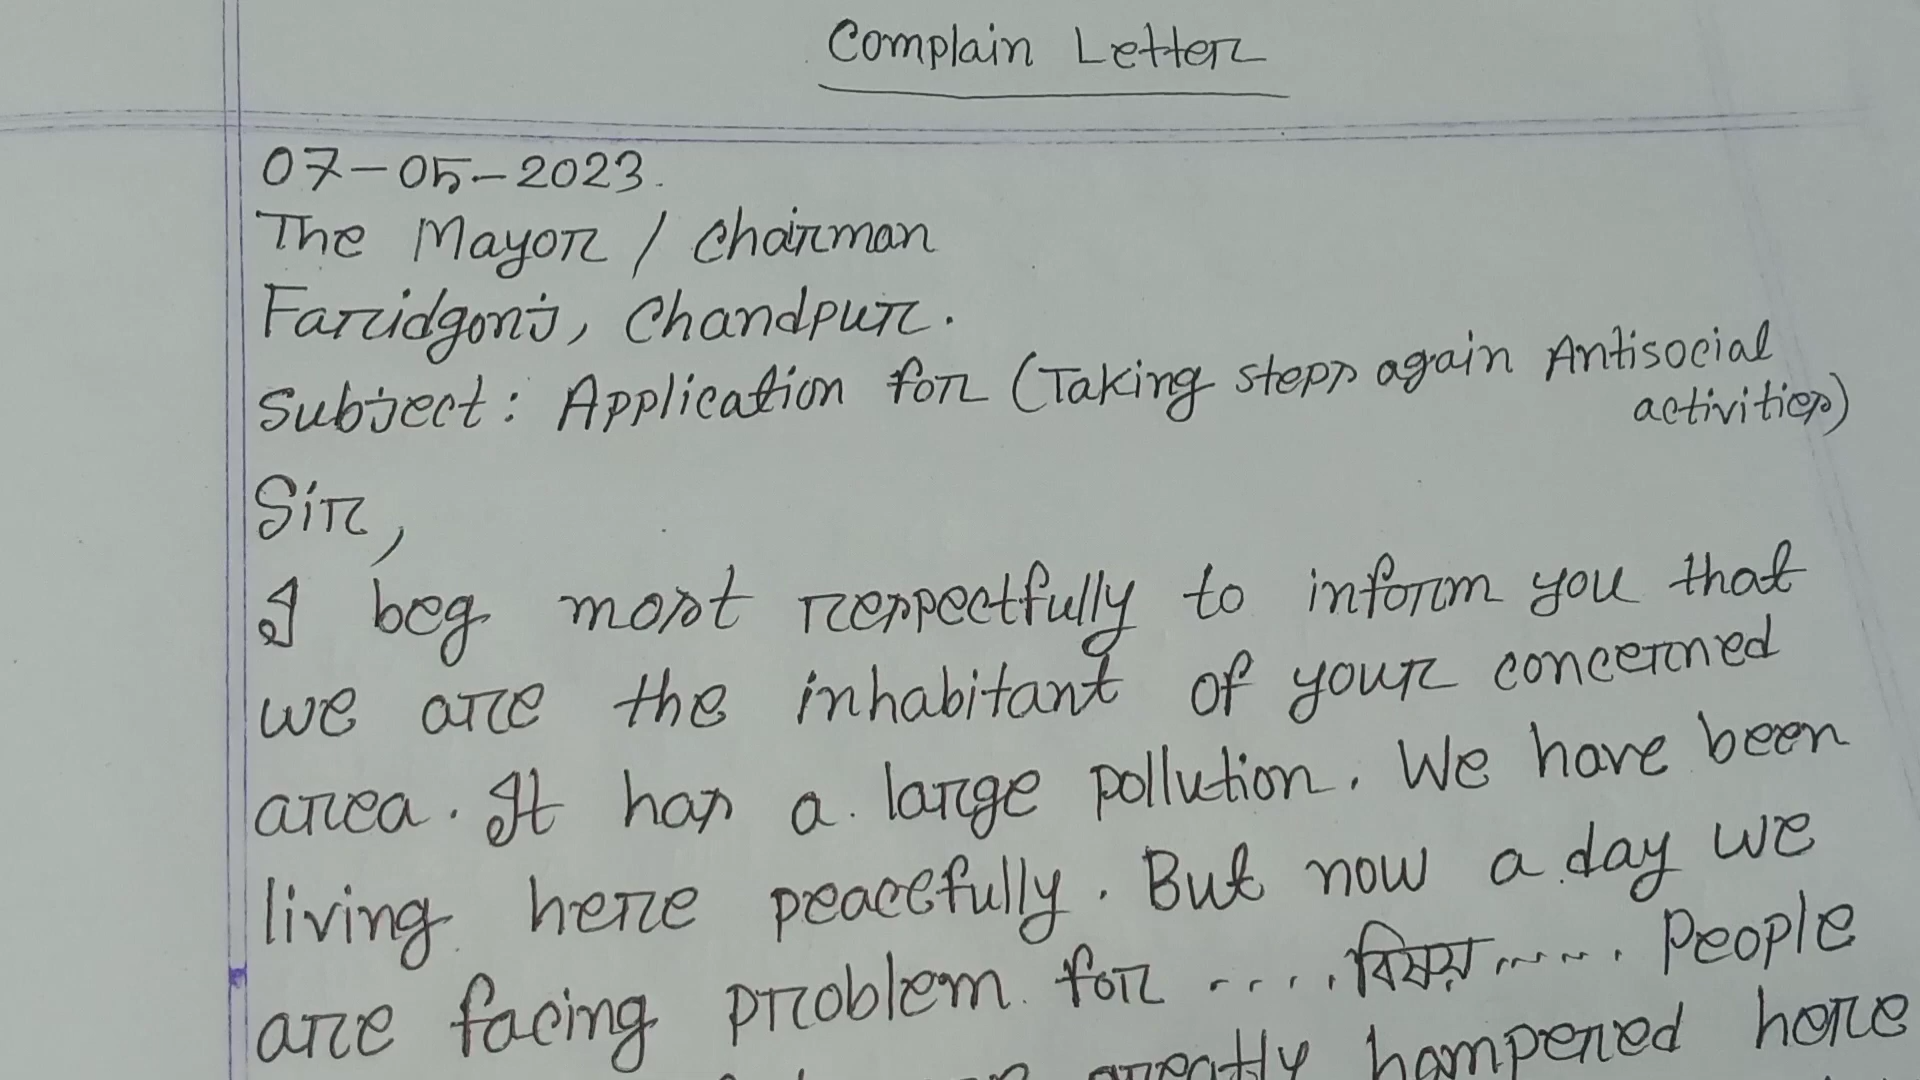 Complain Letter
07-05-2023.
The Mayor / Chairman
Faridgonj, Chandpur.
Subject: Application for (Taking steps again Antisocial
activities)
Sir,
I beg most respectfully to inform you that
we are the inhabitant of your concerned
area. It has a large pollution. We have been
living here peacefully. But now a day we
are facing problem for ....বিষয়...... People
greatly hampered here